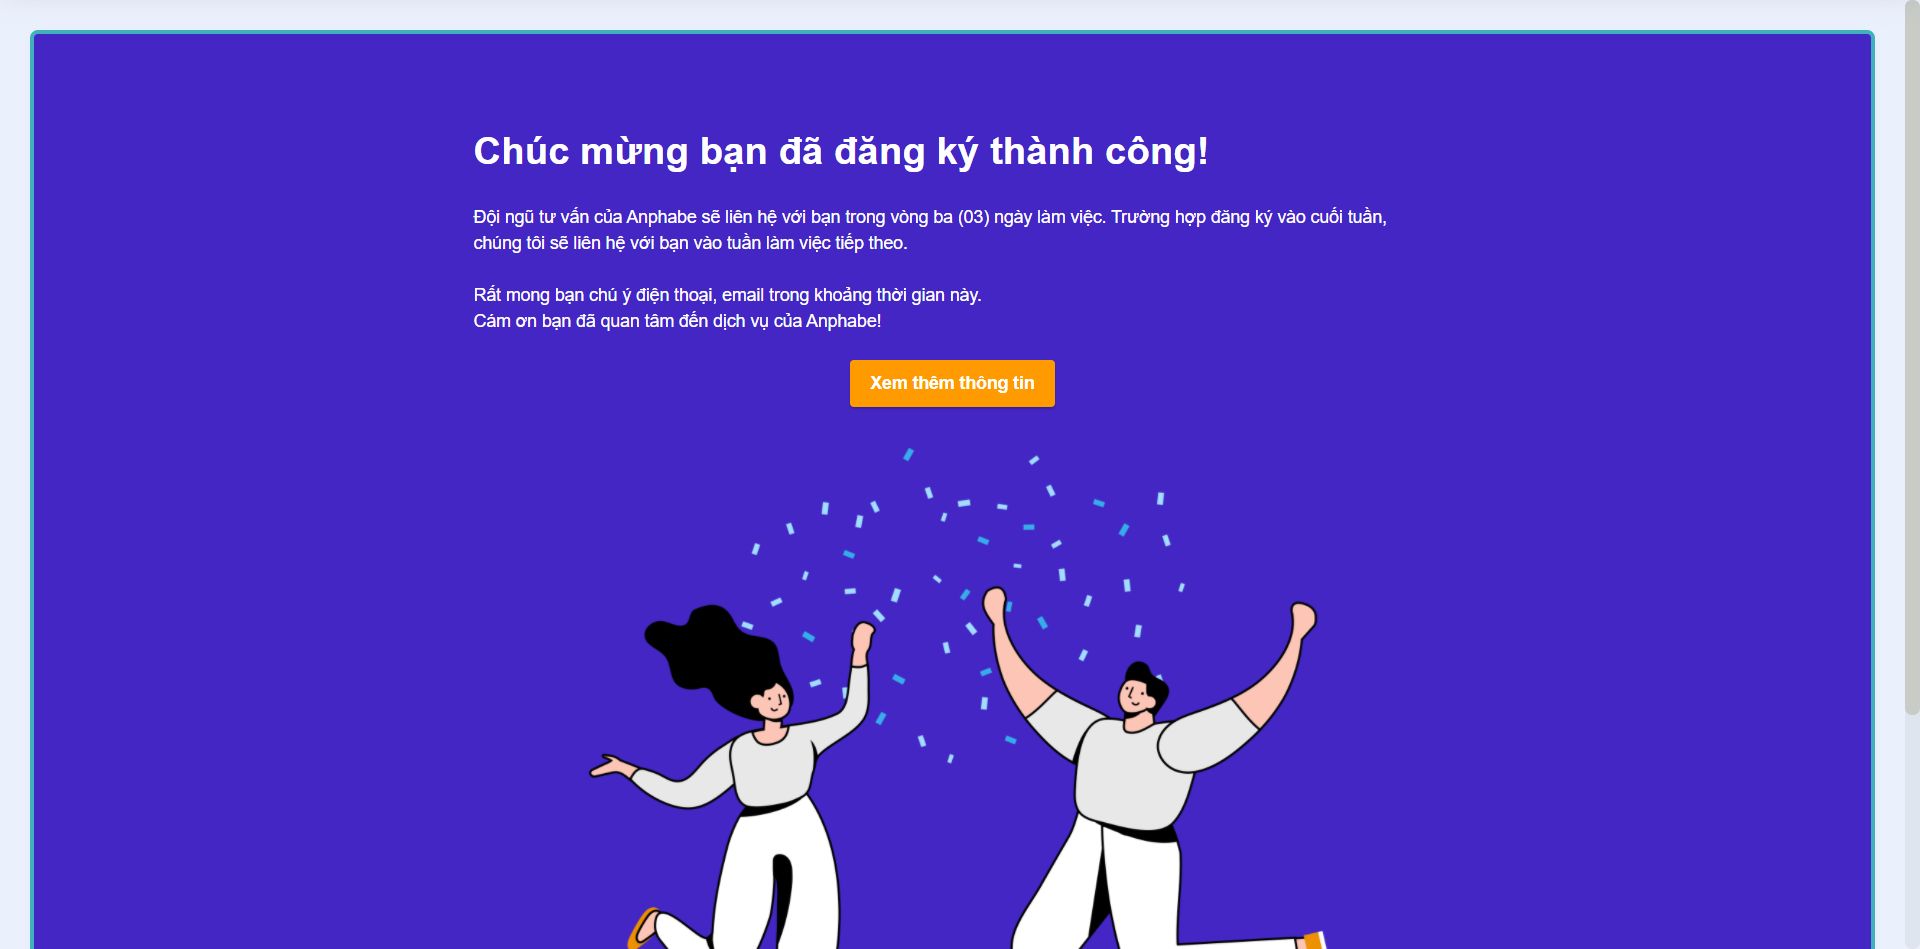 Chúc mừng bạn đã đăng ký thành công!
Đội ngũ tư vấn của Anphabe sẽ liên hệ với bạn trong vòng ba (03) ngày làm việc. Trường hợp đăng ký vào cuối tuần,
chúng tôi sẽ liên hệ với bạn vào tuần làm việc tiếp theo.
Rất mong bạn chú ý điện thoại, email trong khoảng thời gian này.
Cám ơn bạn đã quan tâm đến dịch vụ của Anphabe!
Xem thêm thông tin